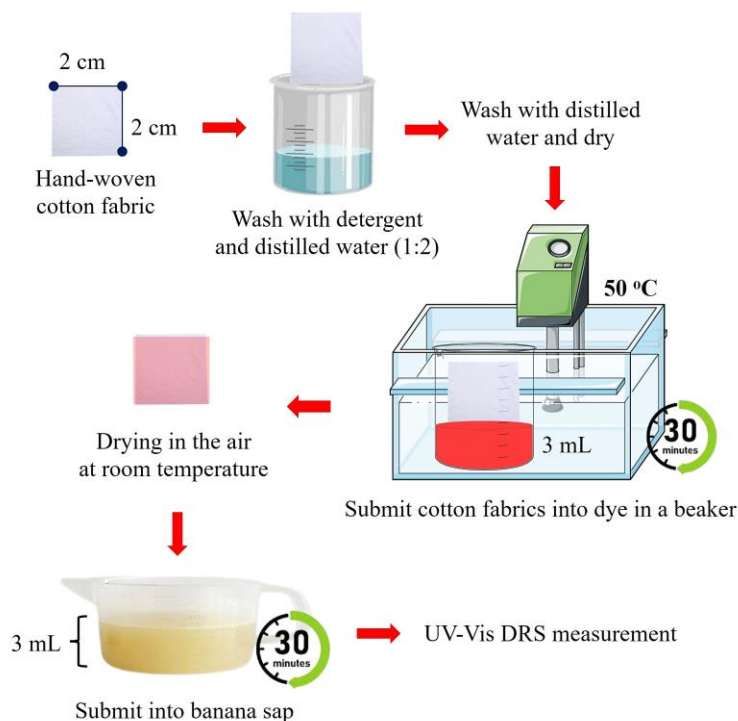 2 cm
2 cm
Hand-woven
cotton fabric
Wash with detergent
and distilled water (1:2)
Wash with distilled
water and dry
50 ºC
3 mL
30
minutes
Submit cotton fabrics into dye in a beaker
Drying in the air
at room temperature
3 mL
30
minutes
Submit into banana sap
UV-Vis DRS measurement